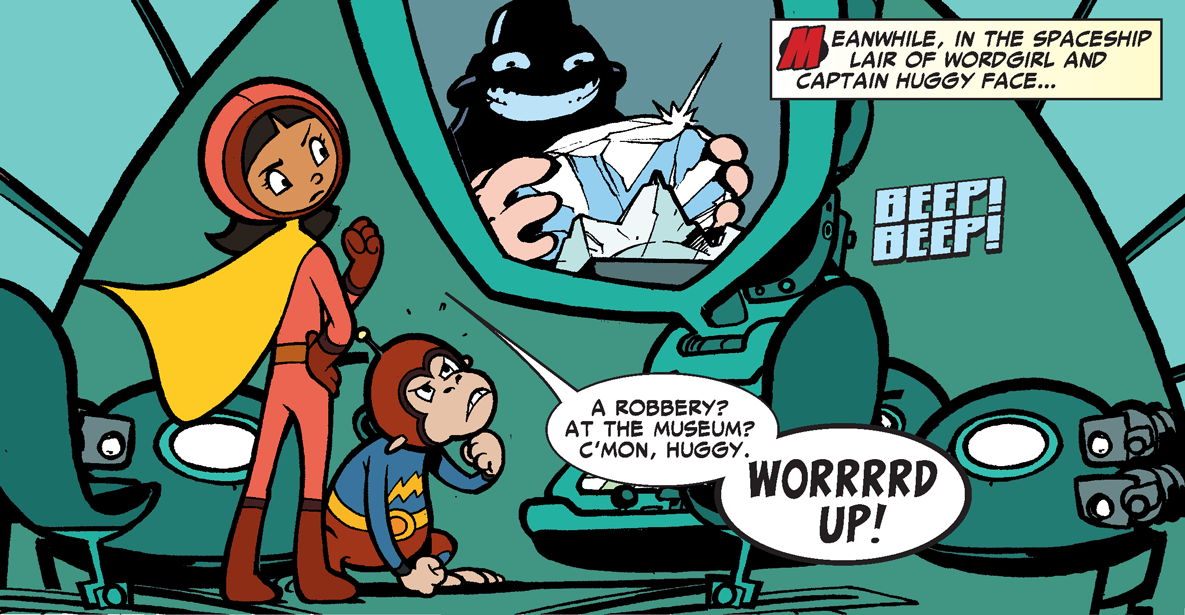 MEANWHILE, IN THE SPACESHIP
LAIR OF WORDGIRL AND
CAPTAIN HUGGY FACE...
BEEP!
BEEP!
A ROBBERY?
AT THE MUSEUM?
C'MON, HUGGY.
WORRRRD
UP!